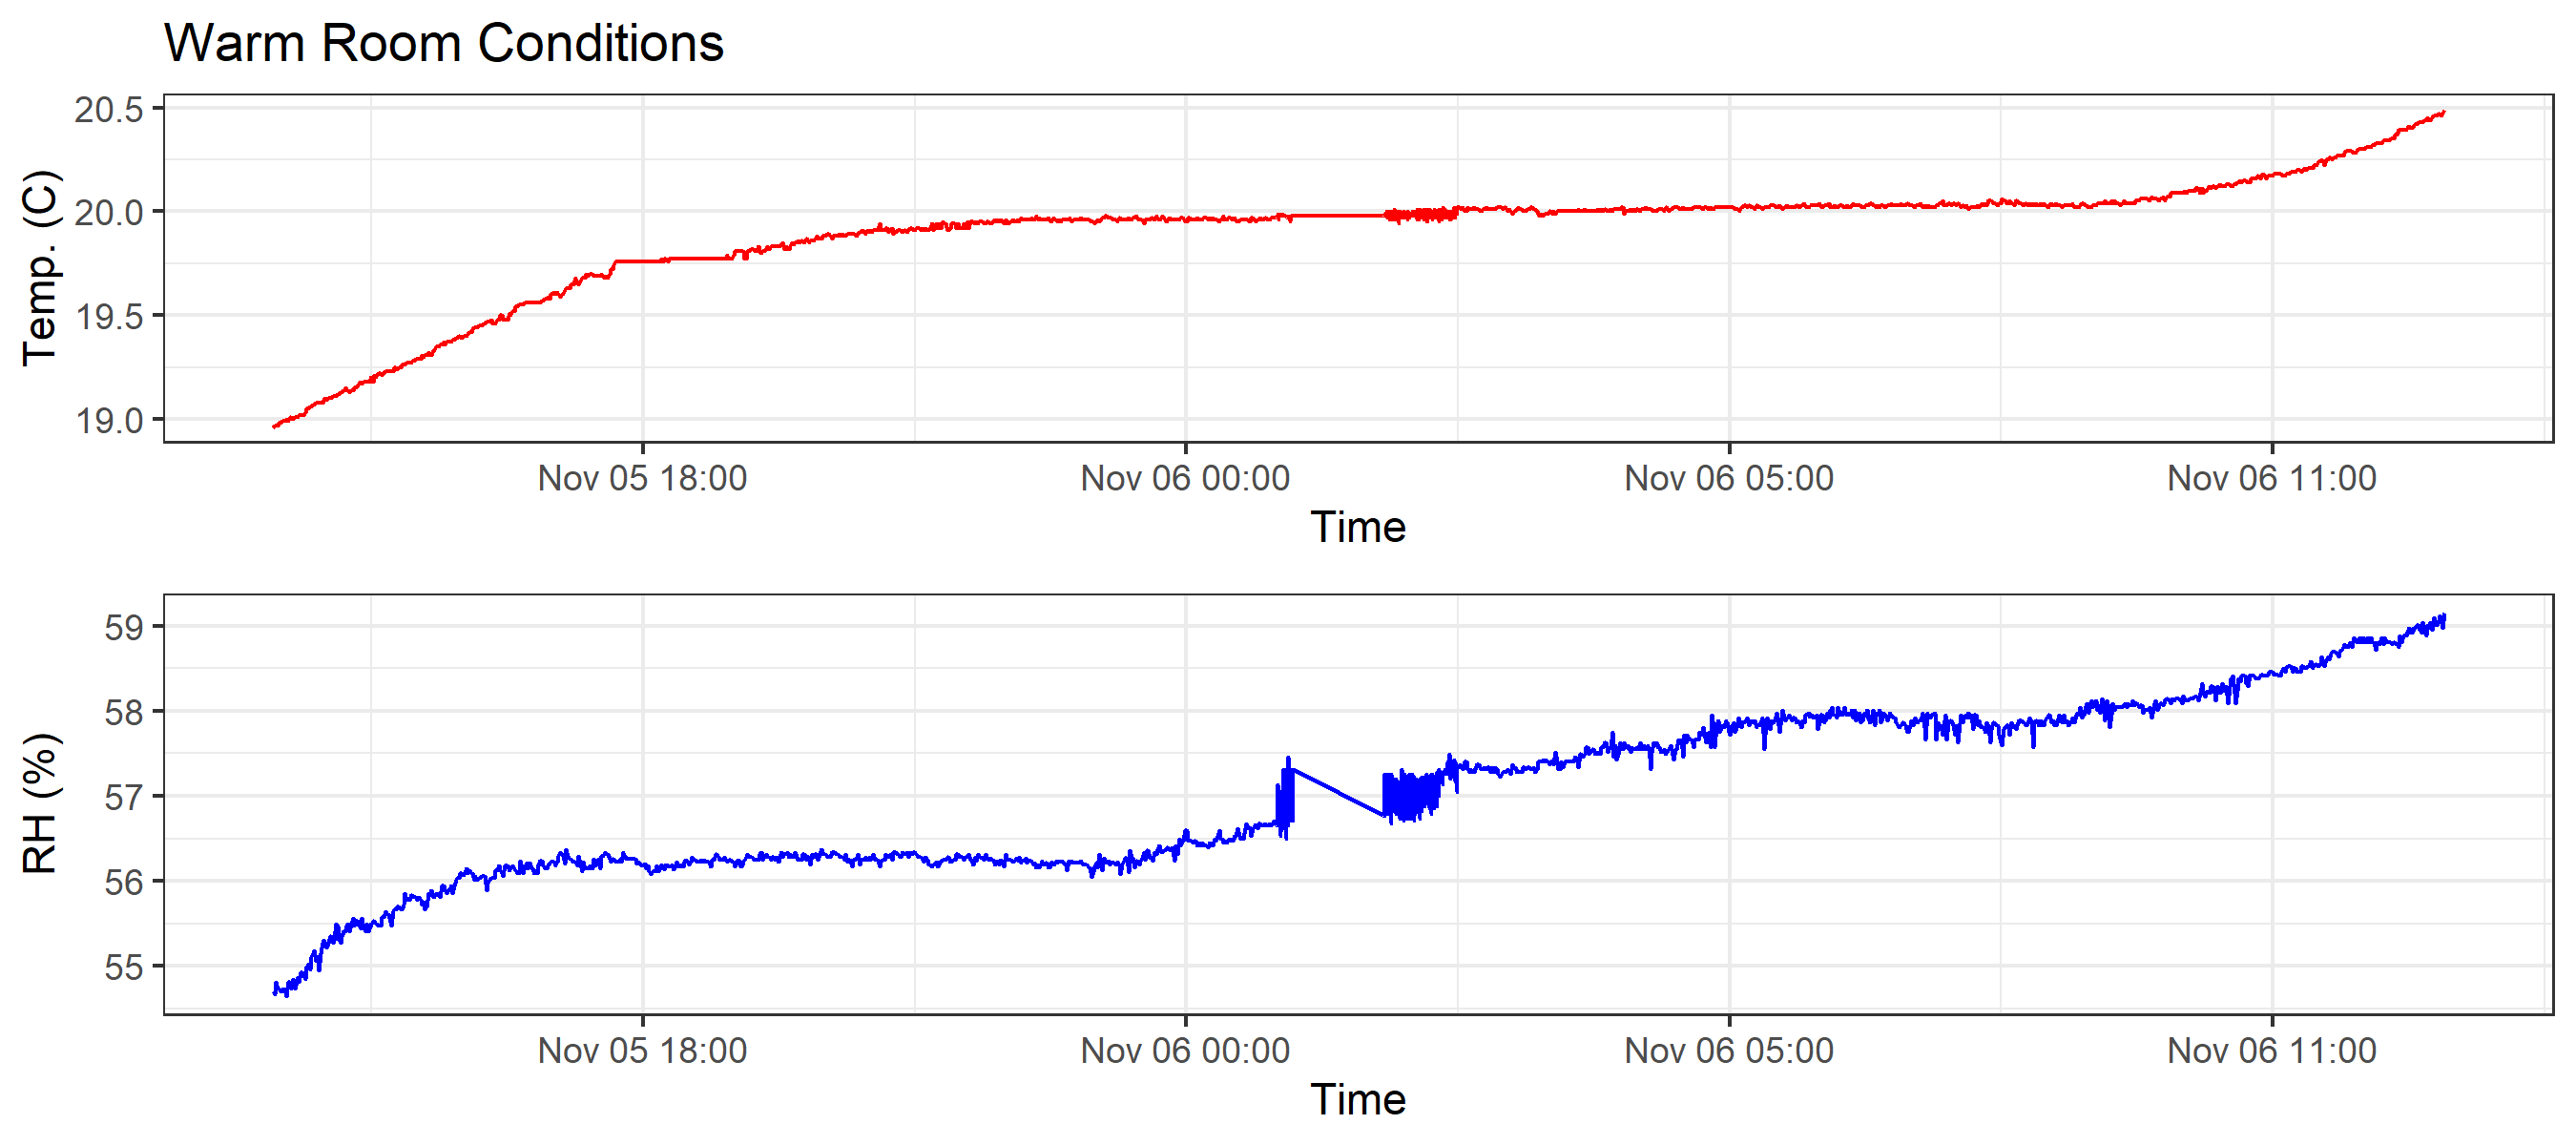 Warm Room Conditions
20.5
20.0
19.5
19.0
Temp. (C)
Nov 05 18:00 Nov 06 00:00 Nov 06 05:00 Nov 06 11:00
Time
59
58
57
56
55
RH (%)
Nov 05 18:00 Nov 06 00:00 Nov 06 05:00 Nov 06 11:00
Time